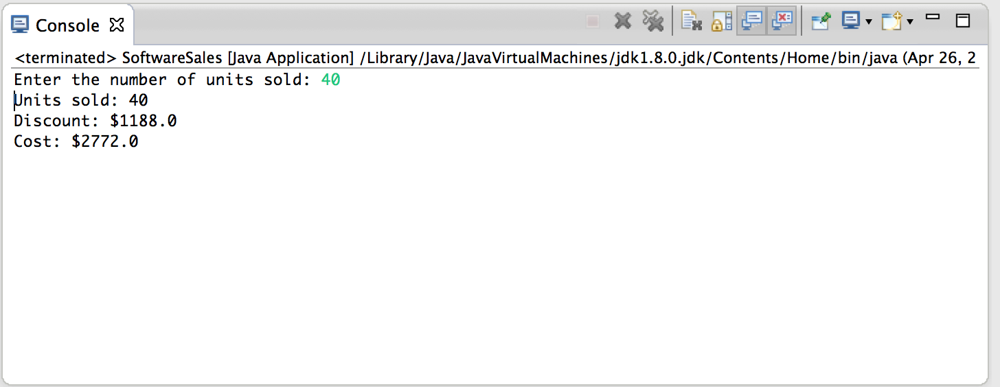 Console
<terminated> SoftwareSales [Java Application] /Library/Java/JavaVirtualMachines/jdk1.8.0.jdk/Contents/Home/bin/java (Apr 26, 2
Enter the number of units sold: 40
Units sold: 40
Discount: $1188.0
Cost: $2772.0